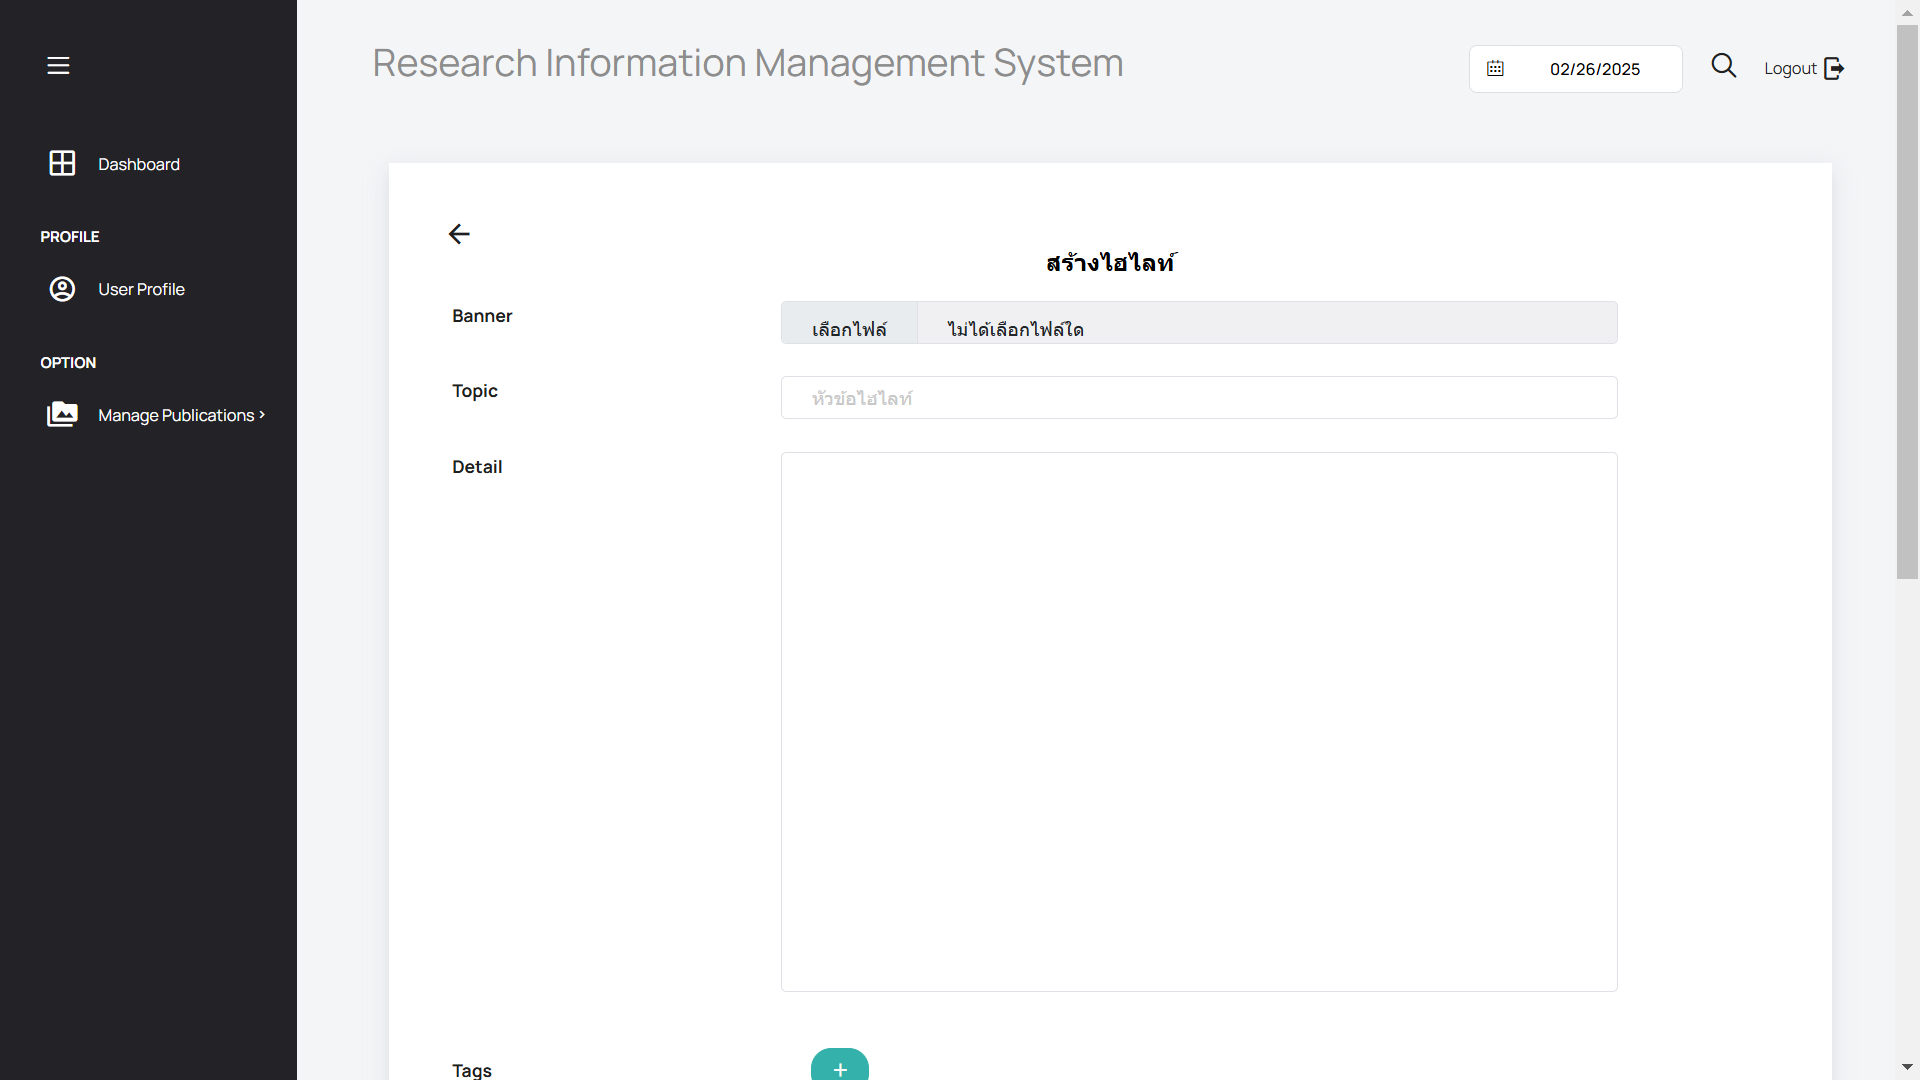 Research Information Management System
02/26/2025
Logout
Dashboard
PROFILE
User Profile
OPTION
Manage Publications >
สร้างไฮไลท์
Banner
เลือกไฟล์ ไม่ได้เลือกไฟล์ใด
Topic
หัวข้อไฮไลท์
Detail
Tags
+